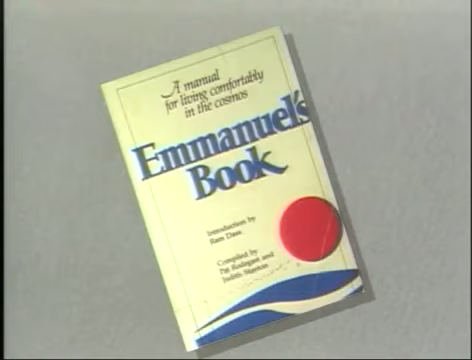 A manual
for living comfortably
in the cosmos
Emmanuel's
Book
Introduction by
Ram Dass
Compiled by
Pat Rodegast and
Judith Stanton